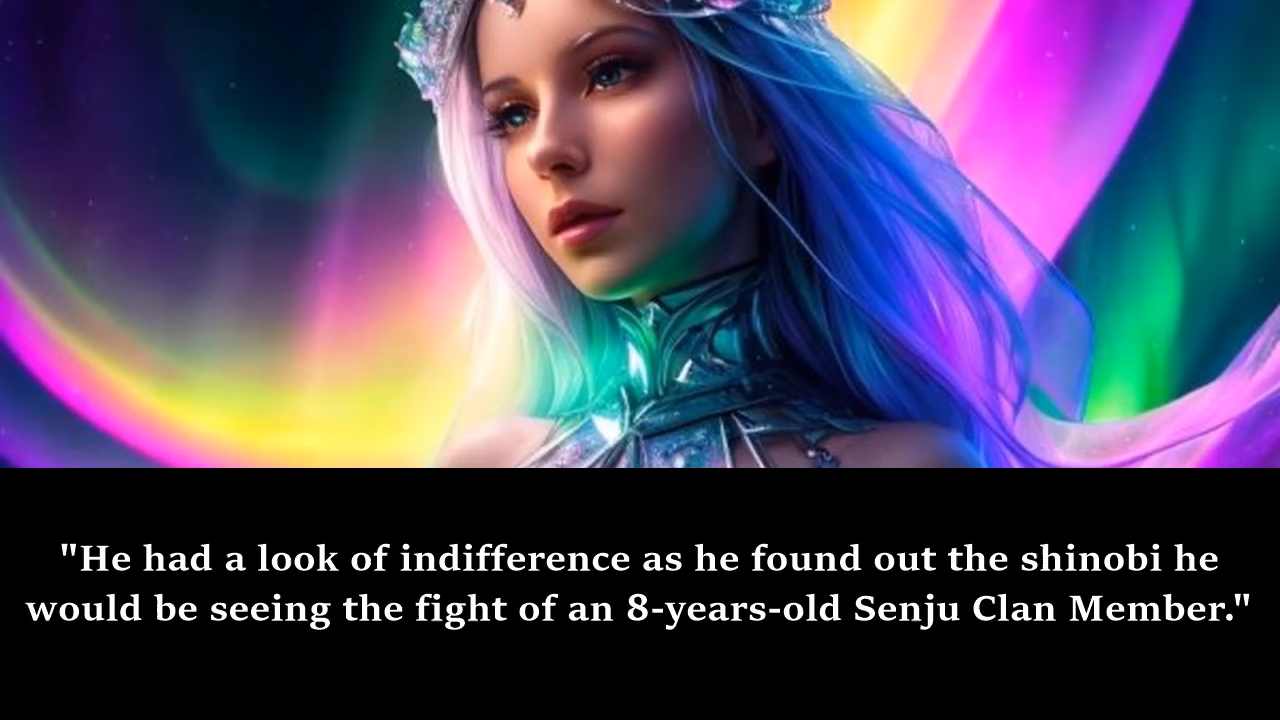 "He had a look of indifference as he found out the shinobi he
would be seeing the fight of an 8-years-old Senju Clan Member."